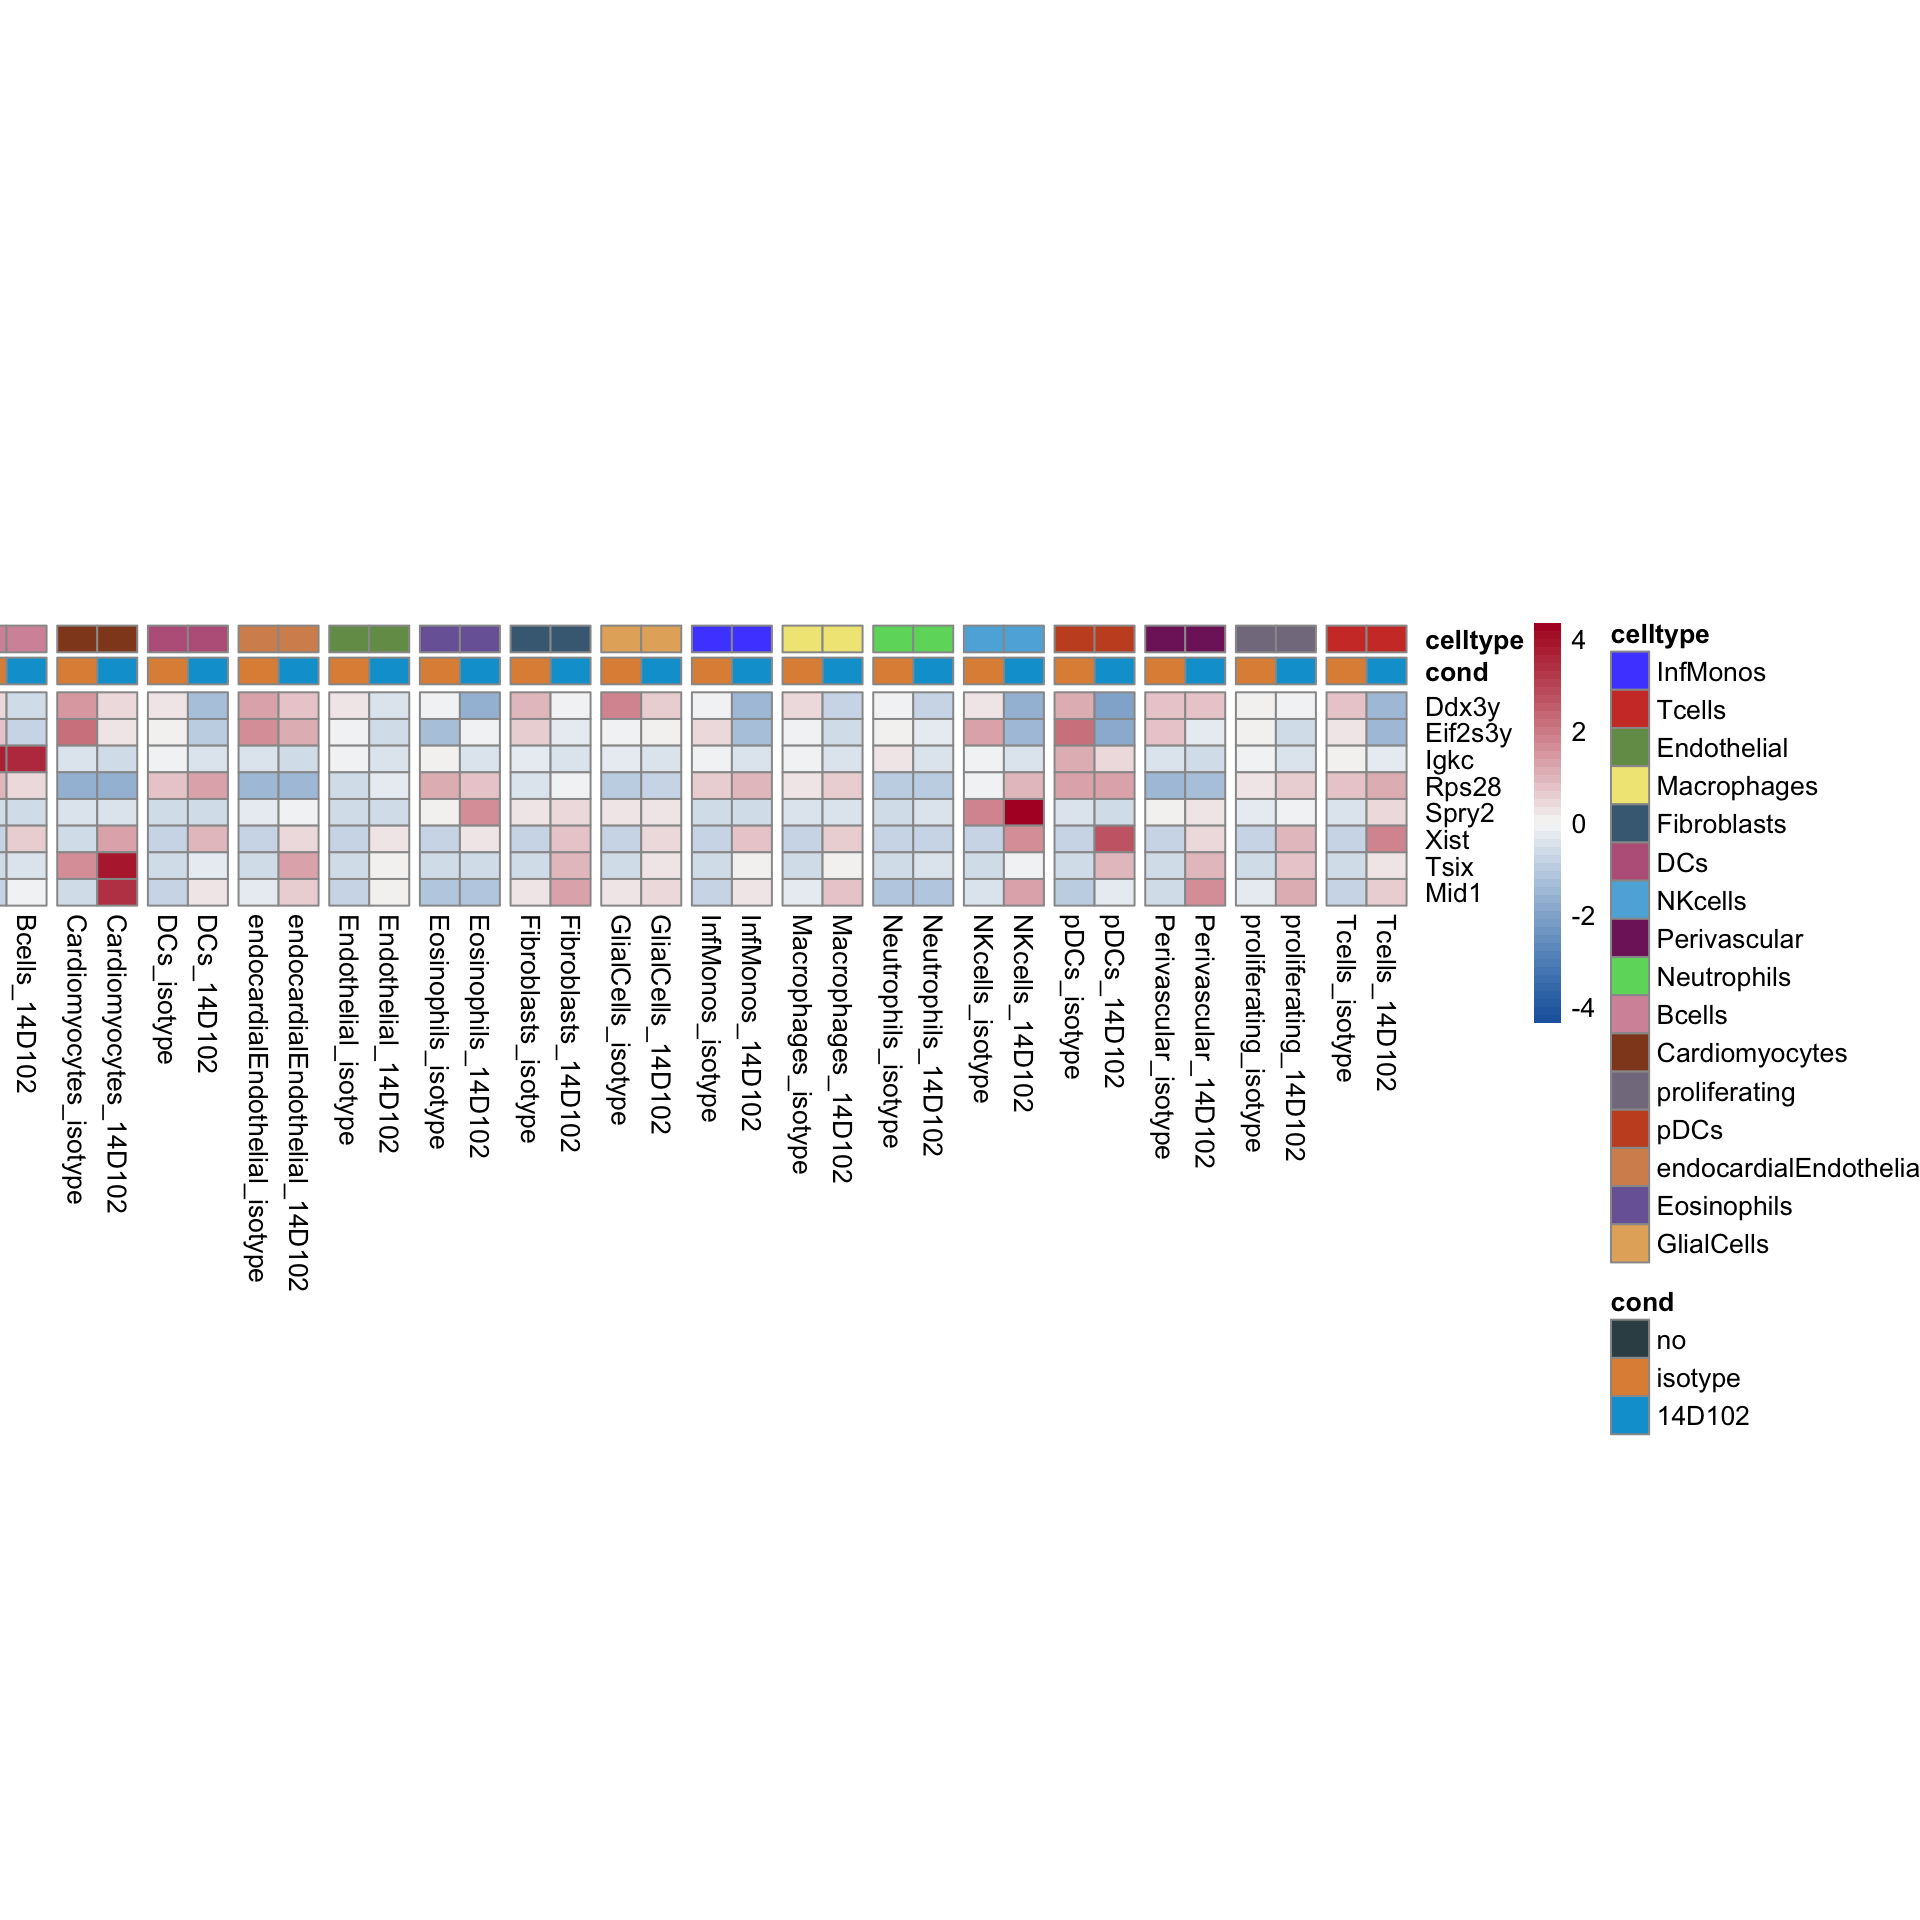 celltype
cond
Ddx3y
Eif2s3y
Igkc
Rps28
Spry2
Xist
Tsix
Mid1
Bcells_14D102
Cardiomyocytes_isotype
Cardiomyocytes_14D102
DCs_isotype
DCs_14D102
endocardialEndothelial_isotype
endocardialEndothelial_14D102
Endothelial_isotype
Endothelial_14D102
Eosinophils_isotype
Eosinophils_14D102
Fibroblasts_isotype
Fibroblasts_14D102
GlialCells_isotype
GlialCells_14D102
InfMonos_isotype
InfMonos_14D102
Macrophages_isotype
Macrophages_14D102
Neutrophils_isotype
Neutrophils_14D102
NKcells_isotype
NKcells_14D102
pDCs_isotype
pDCs_14D102
Perivascular_isotype
Perivascular_14D102
proliferating_isotype
proliferating_14D102
Tcells_isotype
Tcells_14D102
4
2
0
-2
-4
celltype
InfMonos
Tcells
Endothelial
Macrophages
Fibroblasts
DCs
NKcells
Perivascular
Neutrophils
Bcells
Cardiomyocytes
proliferating
pDCs
endocardialEndothelia
Eosinophils
GlialCells
cond
no
isotype
14D102